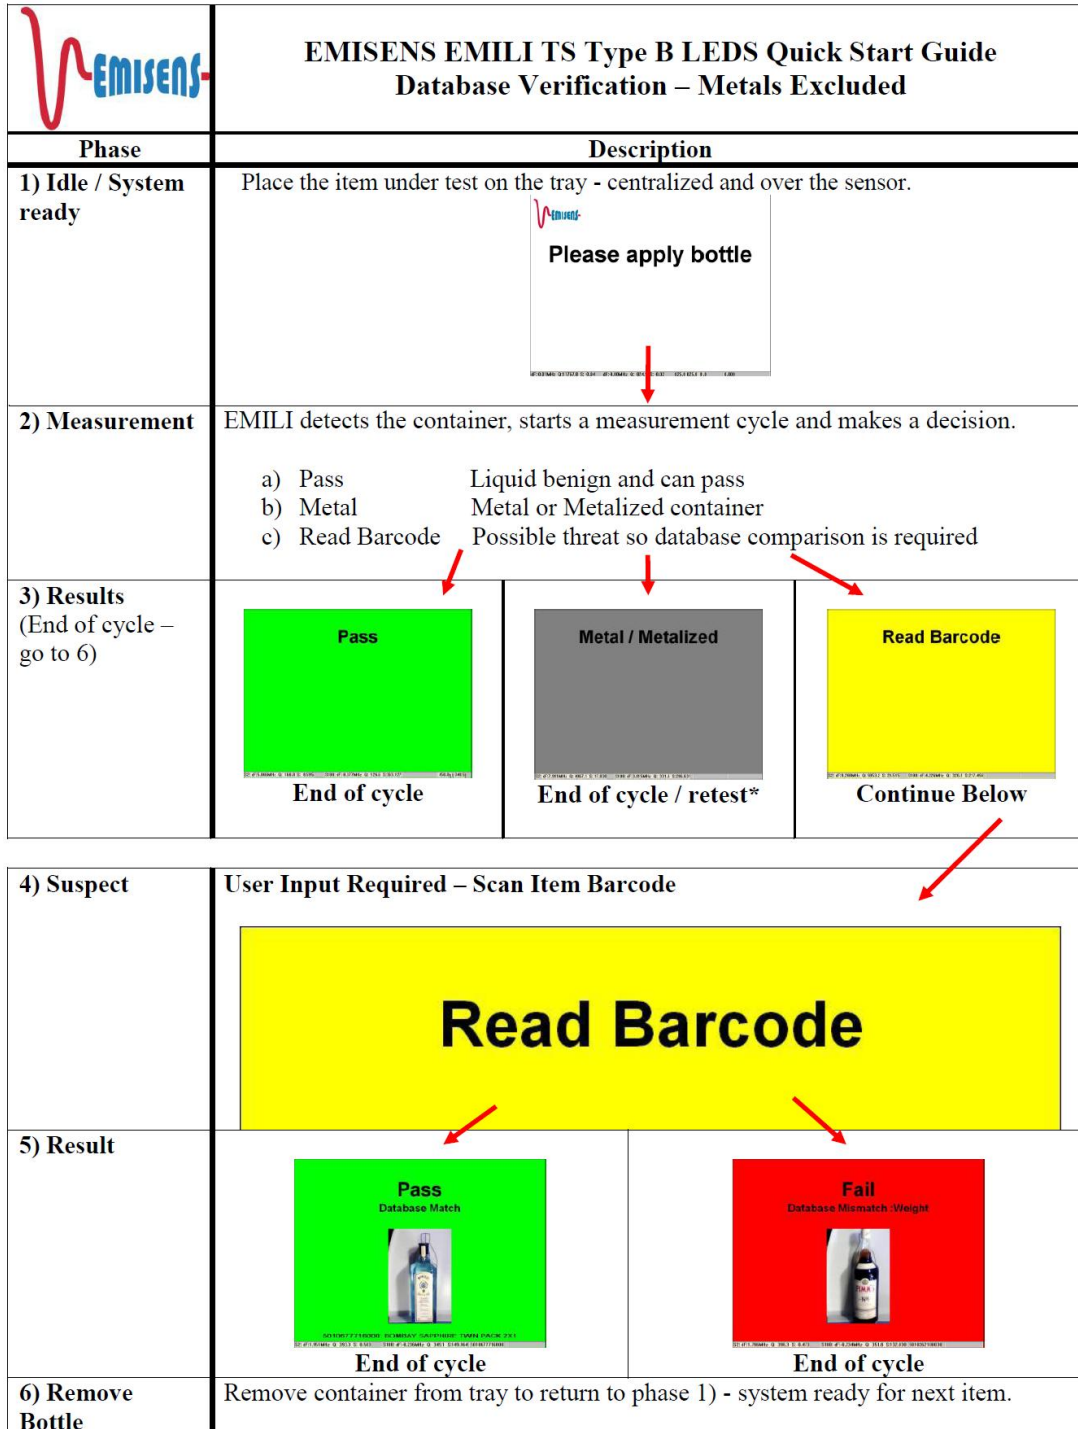 EMISENS
EMISENS EMILI TS Type B LEDS Quick Start Guide
Database Verification – Metals Excluded
Phase
Description
1) Idle / System
ready
Place the item under test on the tray - centralized and over the sensor.
EMISENS
Please apply bottle
2) Measurement
EMILI detects the container, starts a measurement cycle and makes a decision.
a) Pass Liquid benign and can pass
b) Metal Metal or Metalized container
c) Read Barcode Possible threat so database comparison is required
3) Results
(End of cycle –
go to 6)
Pass
Metal / Metalized
Read Barcode
End of cycle
End of cycle / retest*
Continue Below
4) Suspect
User Input Required – Scan Item Barcode
Read Barcode
5) Result
Pass
Database Match
BOMBAY SAPPHIRE TWIN PACK 2X1
End of cycle
Fail
Database Mismatch :Weight
PIMM'S
End of cycle
6) Remove
Bottle
Remove container from tray to return to phase 1) - system ready for next item.